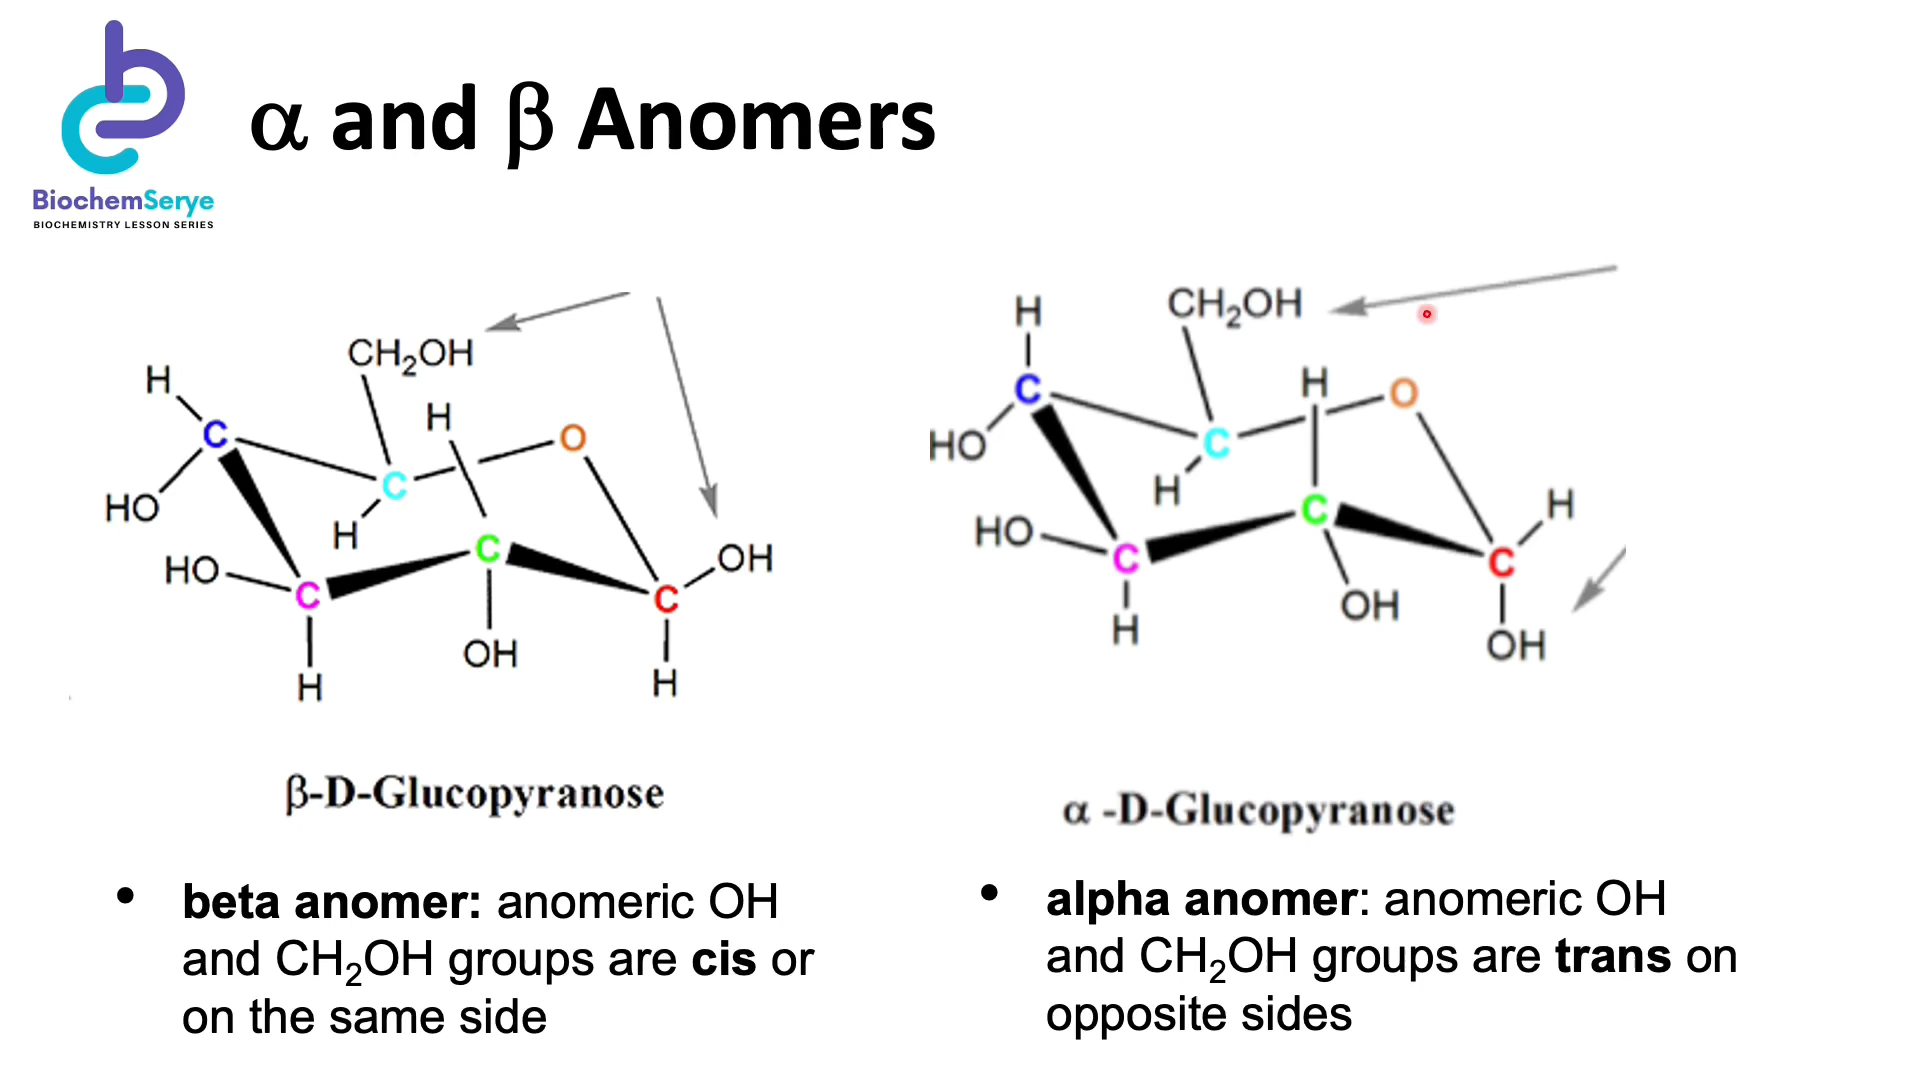 α and β Anomers
BiochemSerye
BIOCHEMISTRY LESSON SERIES
CH₂OH
H
H
C
O
C
HO
H
C
OH
HO
C
C
OH
H
H
β-D-Glucopyranose
H
CH₂OH
H
C
O
HO
C
H
H
C
HO
C
C
OH
H
OH
α -D-Glucopyranose
• beta anomer: anomeric OH
and CH₂OH groups are cis or
on the same side
• alpha anomer: anomeric OH
and CH₂OH groups are trans on
opposite sides